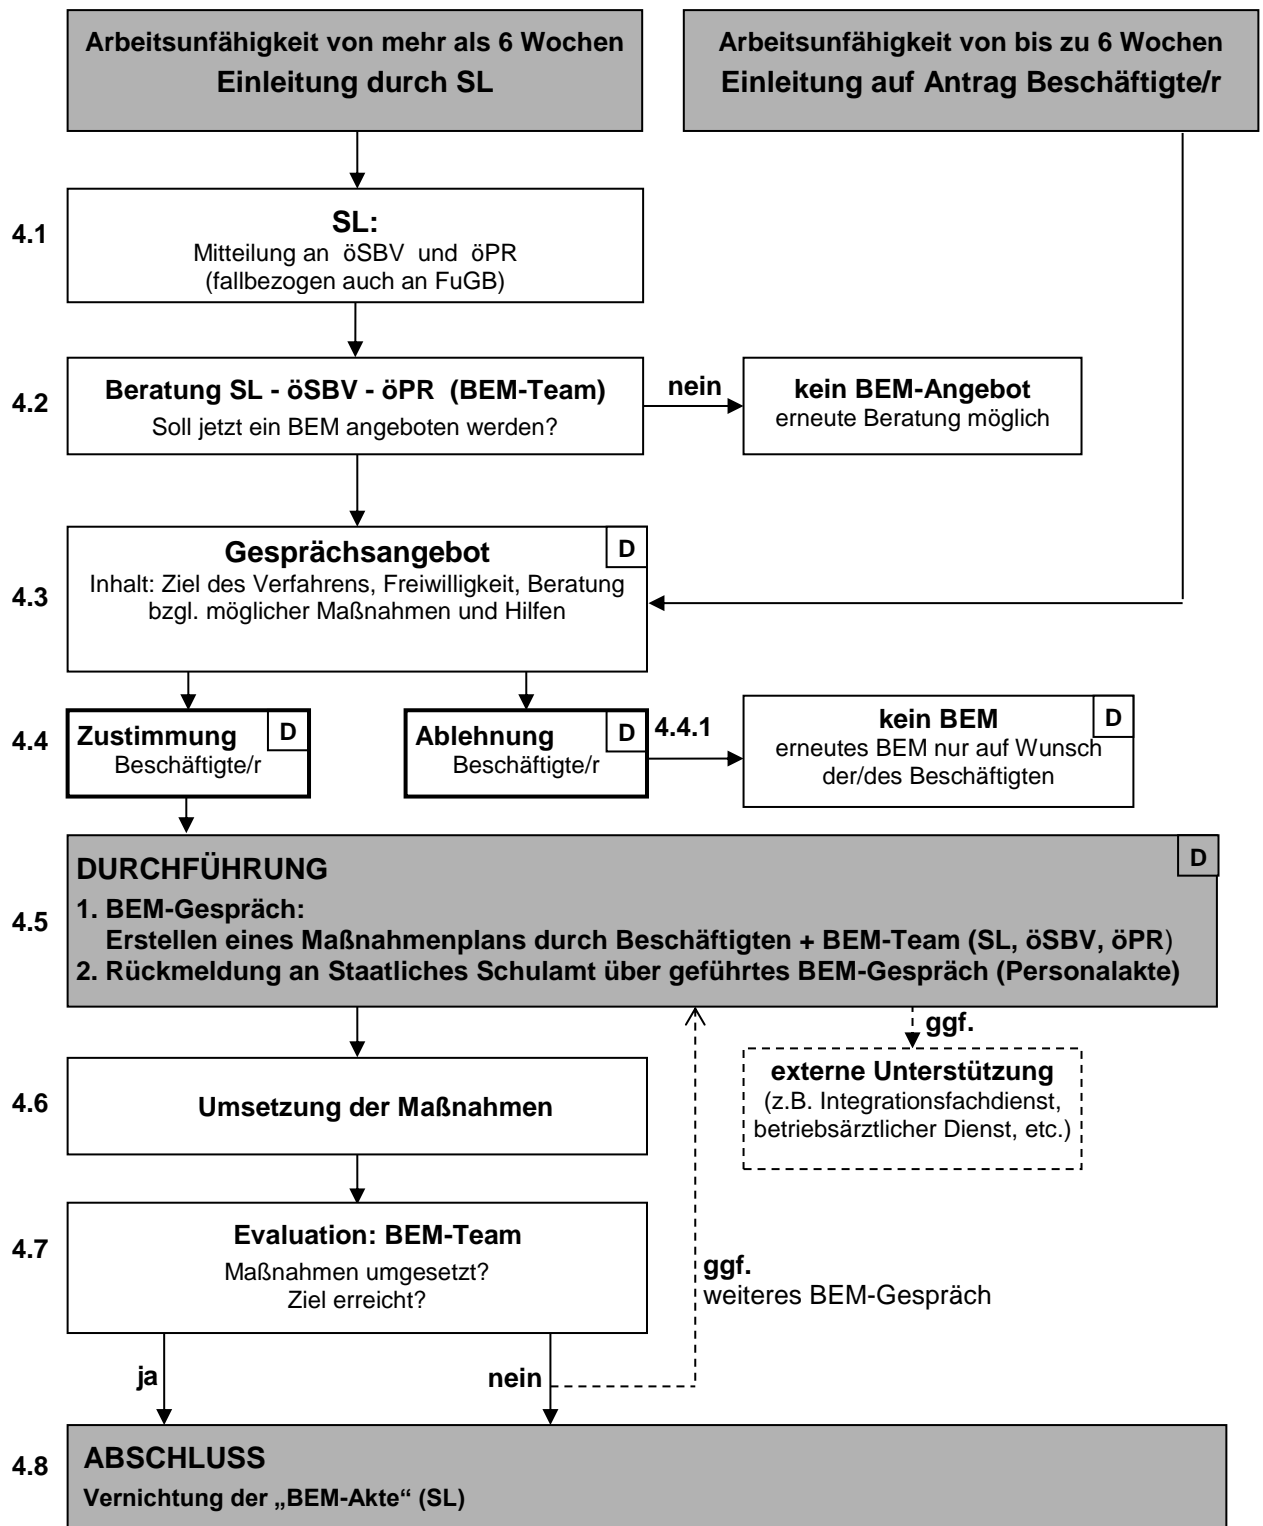 Arbeitsunfähigkeit von mehr als 6 Wochen
Einleitung durch SL
Arbeitsunfähigkeit von bis zu 6 Wochen
Einleitung auf Antrag Beschäftigte/r
4.1
SL:
Mitteilung an öSBV und öPR
(fallbezogen auch an FuGB)
4.2
Beratung SL - öSBV - öPR (BEM-Team)
Soll jetzt ein BEM angeboten werden?
nein
kein BEM-Angebot
erneute Beratung möglich
4.3
Gesprächsangebot
D
Inhalt: Ziel des Verfahrens, Freiwilligkeit, Beratung
bzgl. möglicher Maßnahmen und Hilfen
4.4
Zustimmung
D
Beschäftigte/r
Ablehnung
D
Beschäftigte/r
4.4.1
kein BEM
D
erneutes BEM nur auf Wunsch
der/des Beschäftigten
4.5
DURCHFÜHRUNG
D
1. BEM-Gespräch:
Erstellen eines Maßnahmenplans durch Beschäftigten + BEM-Team (SL, öSBV, öPR)
2. Rückmeldung an Staatliches Schulamt über geführtes BEM-Gespräch (Personalakte)
ggf.
externe Unterstützung
(z.B. Integrationsfachdienst,
betriebsärztlicher Dienst, etc.)
4.6
Umsetzung der Maßnahmen
4.7
Evaluation: BEM-Team
Maßnahmen umgesetzt?
Ziel erreicht?
ggf.
weiteres BEM-Gespräch
ja
nein
4.8
ABSCHLUSS
Vernichtung der „BEM-Akte“ (SL)